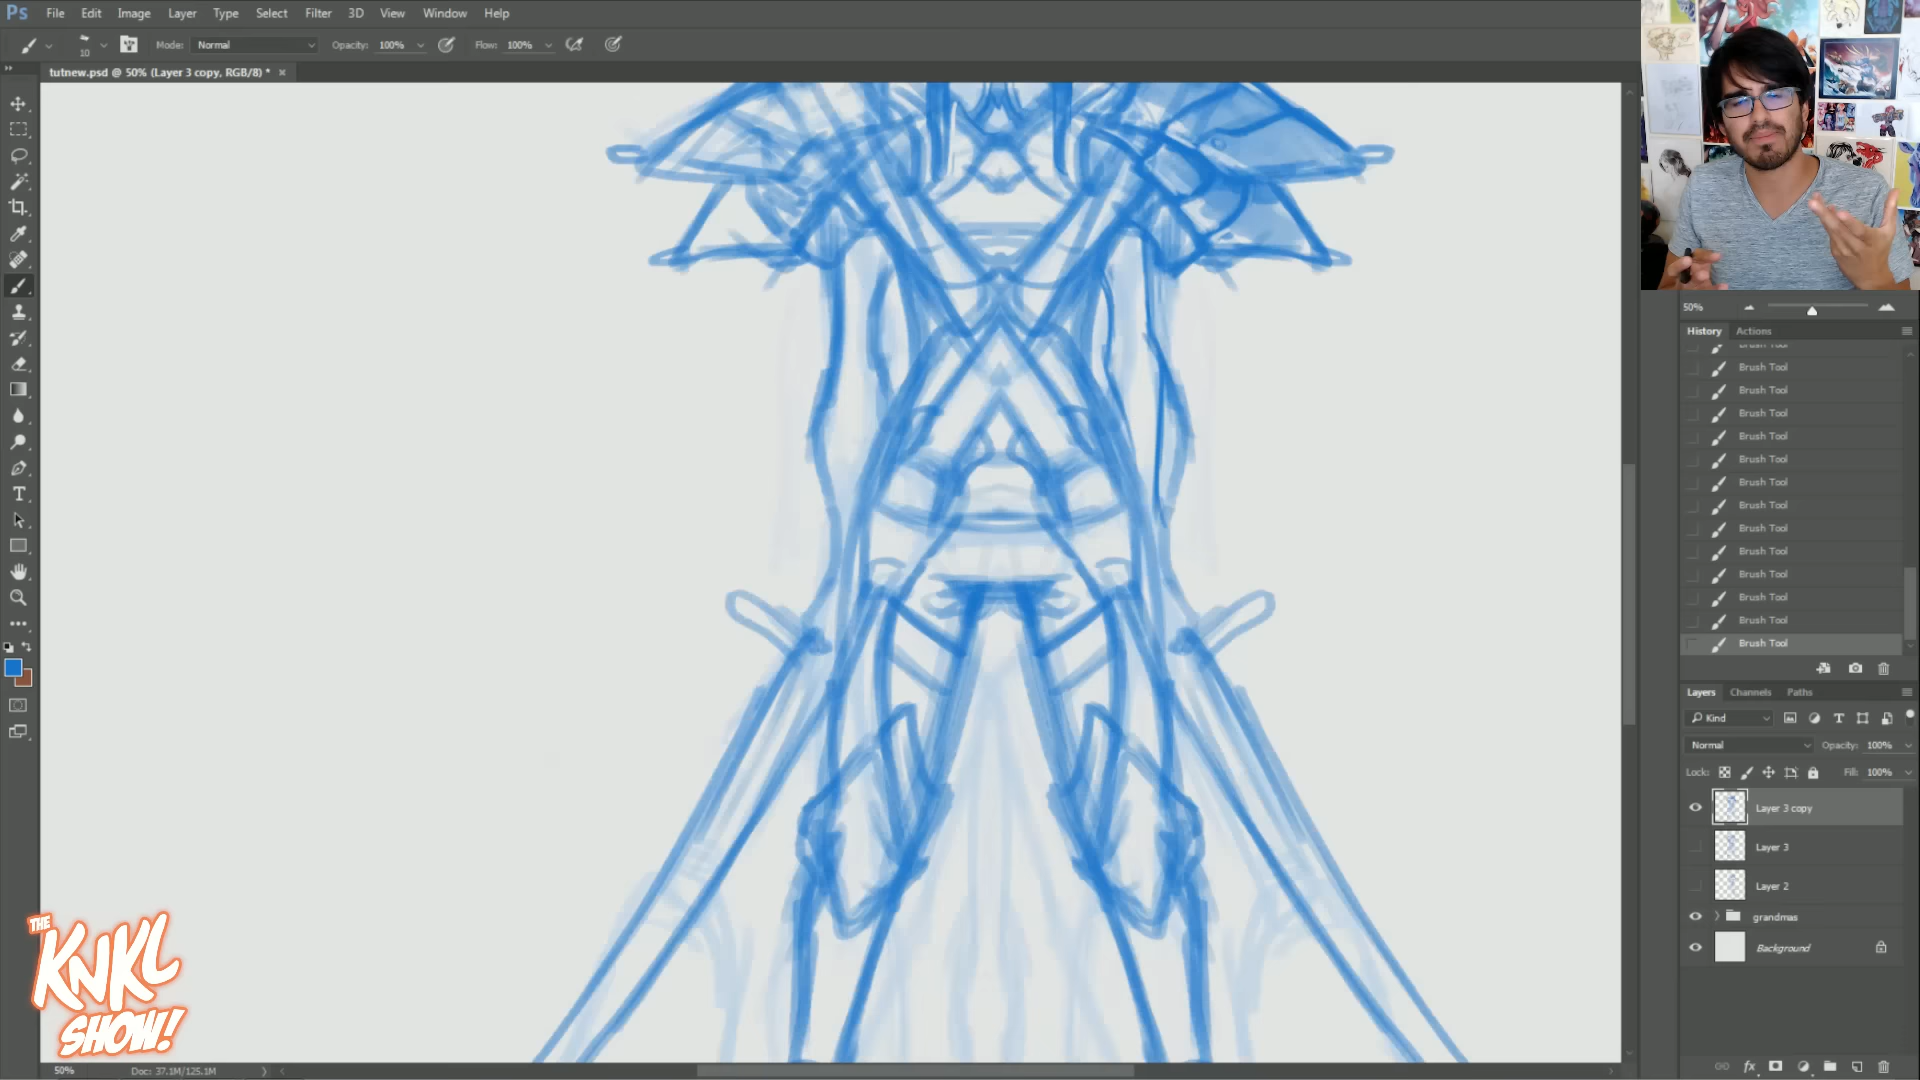 Ps File Edit Image Layer Type Select Filter 3D View Window Help
10 Mode: Normal Opacity: 100% Flow: 100%
tutnew.psd @ 50% (Layer 3 copy, RGB/8) *
50%
History Actions
Brush Tool
Brush Tool
Brush Tool
Brush Tool
Brush Tool
Brush Tool
Brush Tool
Brush Tool
Brush Tool
Brush Tool
Brush Tool
Brush Tool
Brush Tool
Brush Tool
Layers Channels Paths
Kind
Normal Opacity: 100%
Lock: Fill: 100%
Layer 3 copy
Layer 3
Layer 2
grandmas
Background
THE
KNKL
SHOW!
50% Doc: 37.1M/125.1M